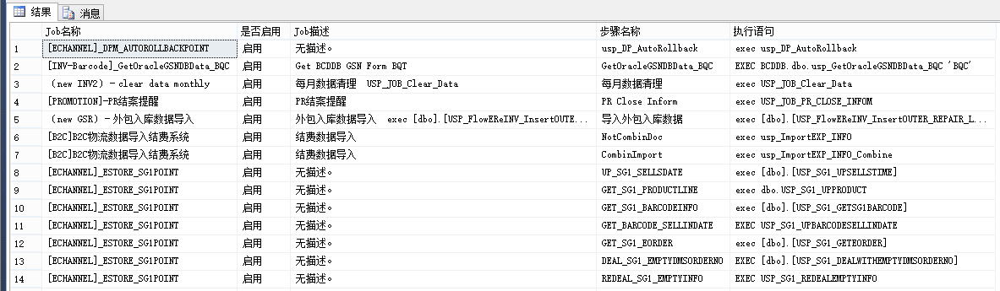 结果 消息
Job名称 是否启用 Job描述 步骤名称 执行语句
1 [ECHANNEL]_DPM_AUTOROLLBACKPOINT 启用 无描述。 usp_DP_AutoRollback exec usp_DP_AutoRollback
2 [INV-Barcode]_GetOracleGSNDBData_BQC 启用 Get BCDDB GSN Form BQT GetOracleGSNDBData_BQC EXEC BCDDB.dbo.usp_GetOracleGSNDBData_BQC 'BQC'
3 （new INV2）-clear data monthly 启用 每月数据清理 USP_JOB_Clear_Data 每月数据清理 exec USP_JOB_Clear_Data
4 [PROMOTION]-PR结案提醒 启用 PR结案提醒 PR Close Inform exec USP_JOB_PR_CLOSE_INFOM
5 （new GSR）-外包入库数据导入 启用 外包入库数据导入 exec [dbo].[USP_FlowEReINV_InsertOUTE... 导入外包入库数据 exec [dbo].[USP_FlowEReINV_InsertOUTER_REPAIR_L...
6 [B2C]B2C物流数据导入结费系统 启用 结费数据导入 NotCombinDoc exec usp_ImportEXP_INFO
7 [B2C]B2C物流数据导入结费系统 启用 结费数据导入 CombinImport exec usp_ImportEXP_INFO_Combine
8 [ECHANNEL]_ESTORE_SG1POINT 启用 无描述。 UP_SG1_SELLSDATE exec [dbo].[USP_SG1_UPSELLSTIME]
9 [ECHANNEL]_ESTORE_SG1POINT 启用 无描述。 GET_SG1_PRODUCTLINE exec dbo.USP_SG1_UPPRODUCT
10 [ECHANNEL]_ESTORE_SG1POINT 启用 无描述。 GET_SG1_BARCODEINFO exec [dbo].[USP_SG1_GETSG1BARCODE]
11 [ECHANNEL]_ESTORE_SG1POINT 启用 无描述。 GET_BARCODE_SELLINDATE EXEC USP_SG1_UPBARCODESELLINDATE
12 [ECHANNEL]_ESTORE_SG1POINT 启用 无描述。 GET_SG1_EORDER exec [dbo].[USP_SG1_GETEORDER]
13 [ECHANNEL]_ESTORE_SG1POINT 启用 无描述。 DEAL_SG1_EMPTYDMSORDERNO EXEC [dbo].[USP_SG1_DEALWITHEMPTYDMSORDERNO]
14 [ECHANNEL]_ESTORE_SG1POINT 启用 无描述。 REDEAL_SG1_EMPTYINFO EXEC USP_SG1_REDEALEMPTYINFO